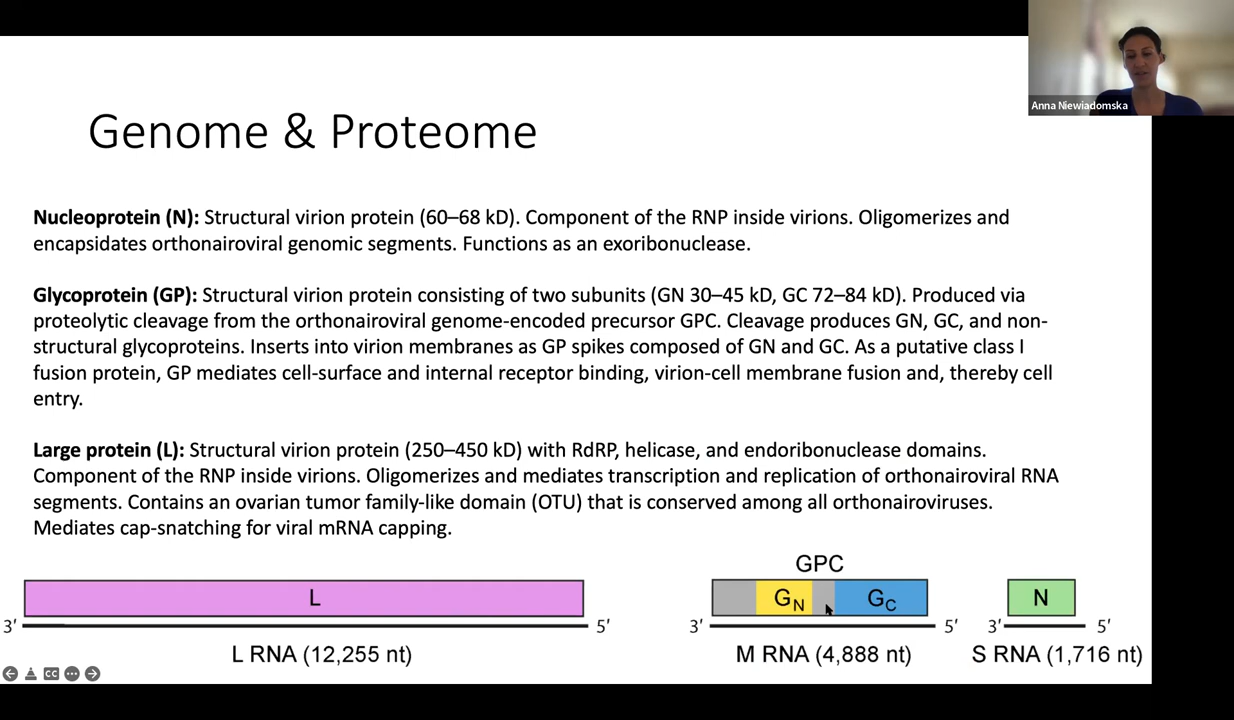 Anna Niewiadomska
Genome & Proteome
Nucleoprotein (N): Structural virion protein (60–68 kD). Component of the RNP inside virions. Oligomerizes and
encapsidates orthonairoviral genomic segments. Functions as an exoribonuclease.
Glycoprotein (GP): Structural virion protein consisting of two subunits (GN 30–45 kD, GC 72–84 kD). Produced via
proteolytic cleavage from the orthonairoviral genome-encoded precursor GPC. Cleavage produces GN, GC, and non-
structural glycoproteins. Inserts into virion membranes as GP spikes composed of GN and GC. As a putative class I
fusion protein, GP mediates cell-surface and internal receptor binding, virion-cell membrane fusion and, thereby cell
entry.
Large protein (L): Structural virion protein (250–450 kD) with RdRP, helicase, and endoribonuclease domains.
Component of the RNP inside virions. Oligomerizes and mediates transcription and replication of orthonairoviral RNA
segments. Contains an ovarian tumor family-like domain (OTU) that is conserved among all orthonairoviruses.
Mediates cap-snatching for viral mRNA capping.
GPC
L GN GC N
3′ 5′ 3′ 5′ 3′ 5′
L RNA (12,255 nt) M RNA (4,888 nt) S RNA (1,716 nt)
CC